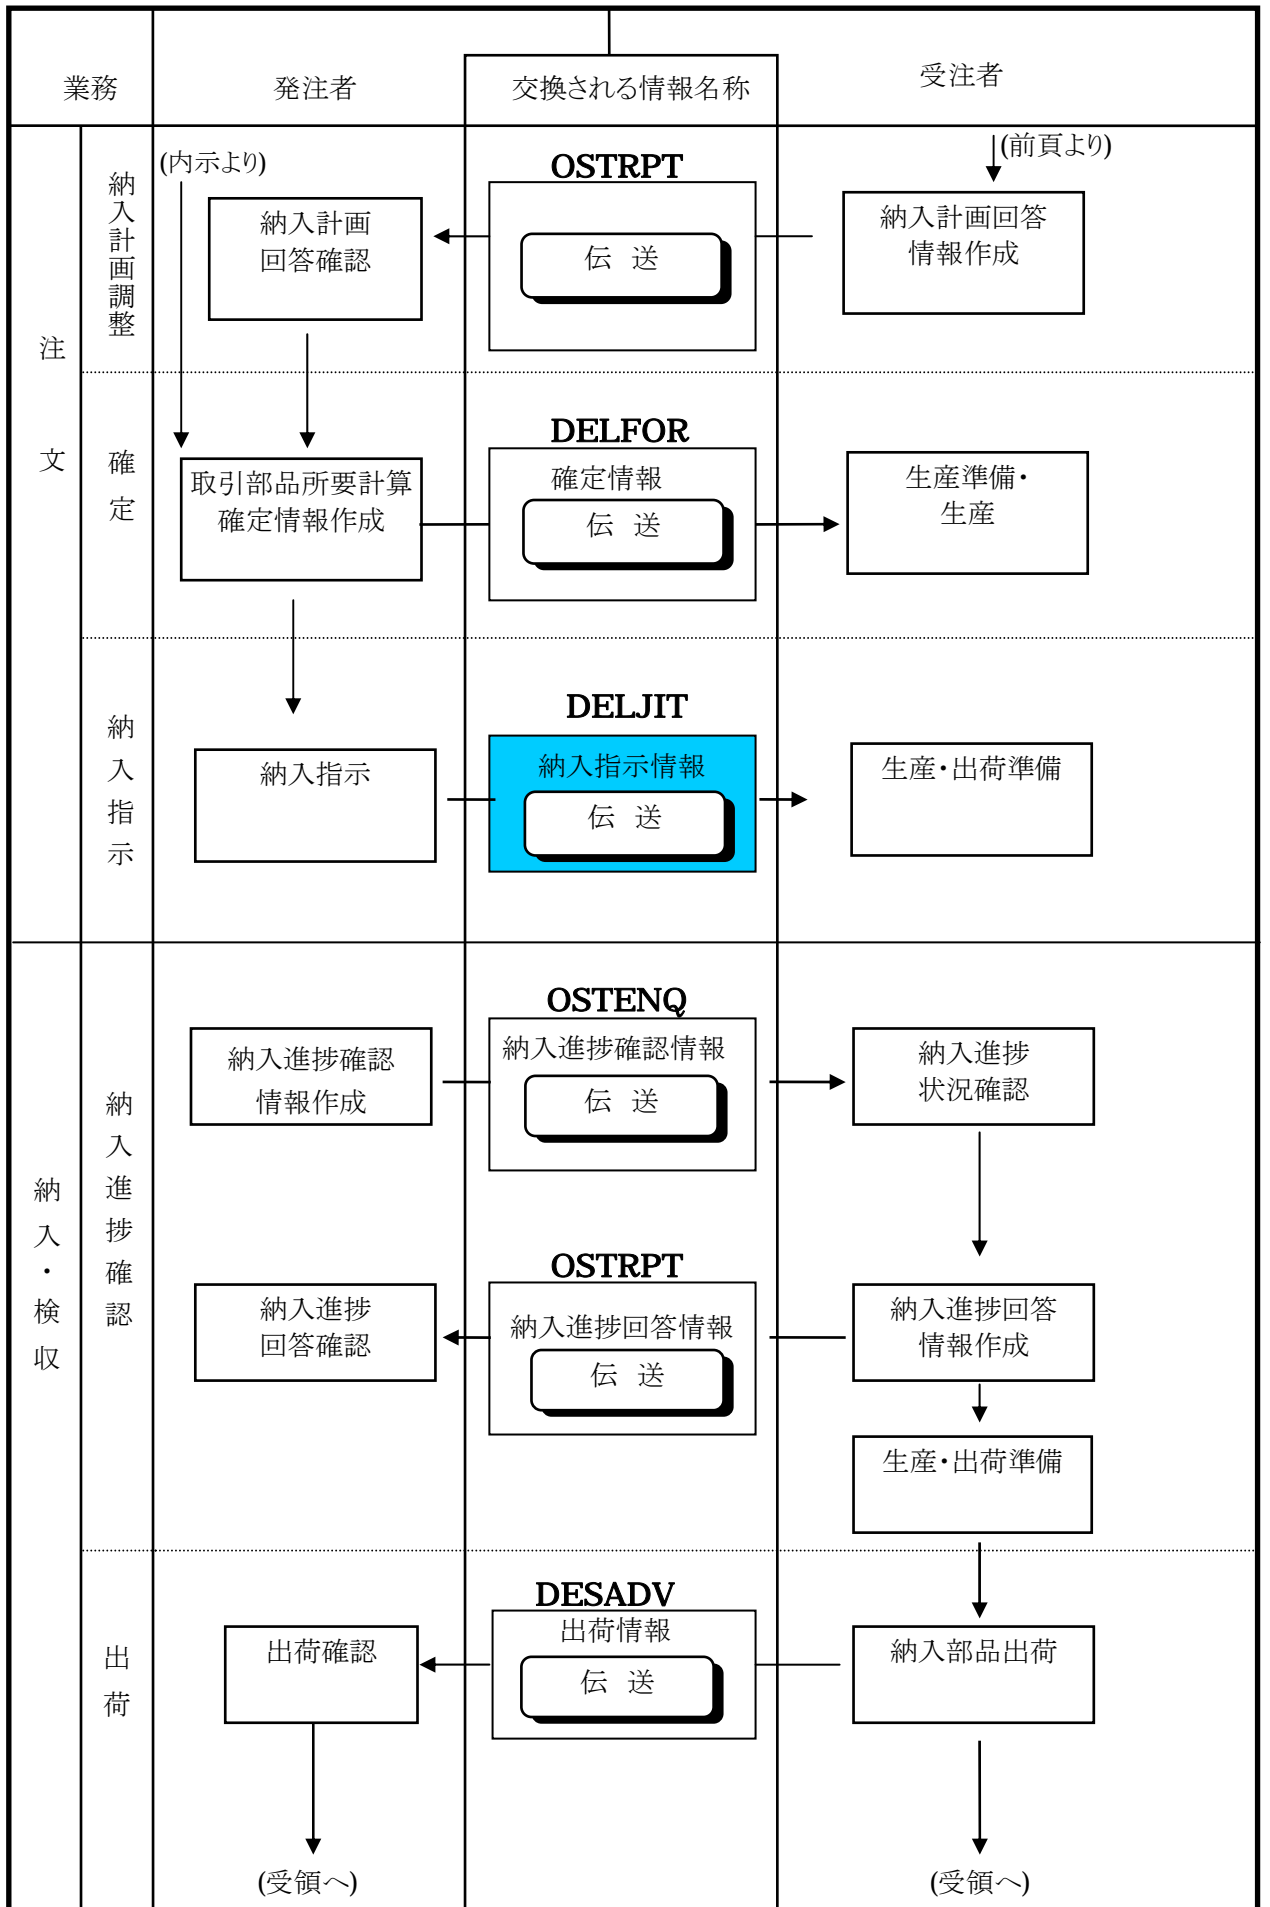 業務
発注者
交換される情報名称
受注者
注文
納入計画調整
(内示より)
納入計画
回答確認
OSTRPT
伝 送
(前頁より)
納入計画回答
情報作成
確定
取引部品所要計算
確定情報作成
DELFOR
確定情報
伝 送
生産準備・
生産
納入指示
納入指示
DELJIT
納入指示情報
伝 送
生産・出荷準備
納入・検収
納入進捗確認
納入進捗確認
情報作成
OSTENQ
納入進捗確認情報
伝 送
納入進捗
状況確認
納入進捗
回答確認
OSTRPT
納入進捗回答情報
伝 送
納入進捗回答
情報作成
生産・出荷準備
出荷
出荷確認
DESADV
出荷情報
伝 送
納入部品出荷
(受領へ)
(受領へ)